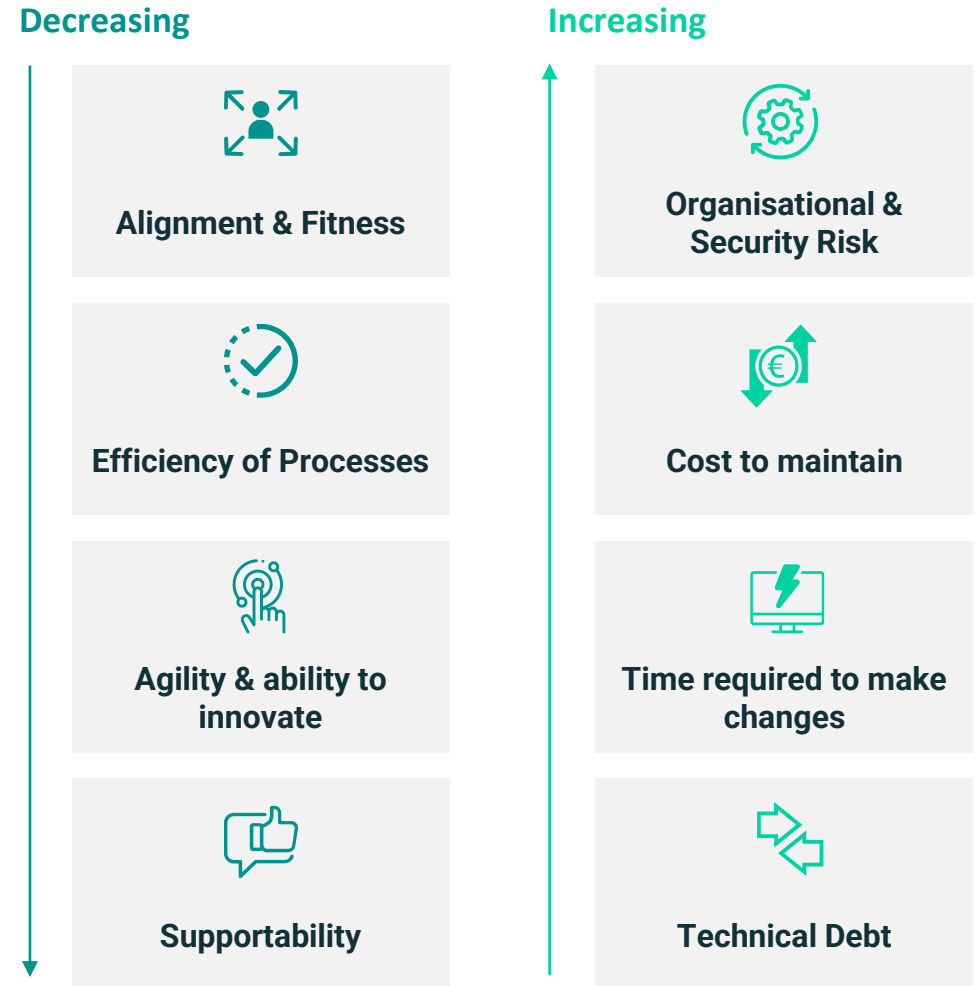 Decreasing
Alignment & Fitness
Efficiency of Processes
Agility & ability to
innovate
Supportability
Increasing
Organisational &
Security Risk
€
Cost to maintain
Time required to make
changes
Technical Debt